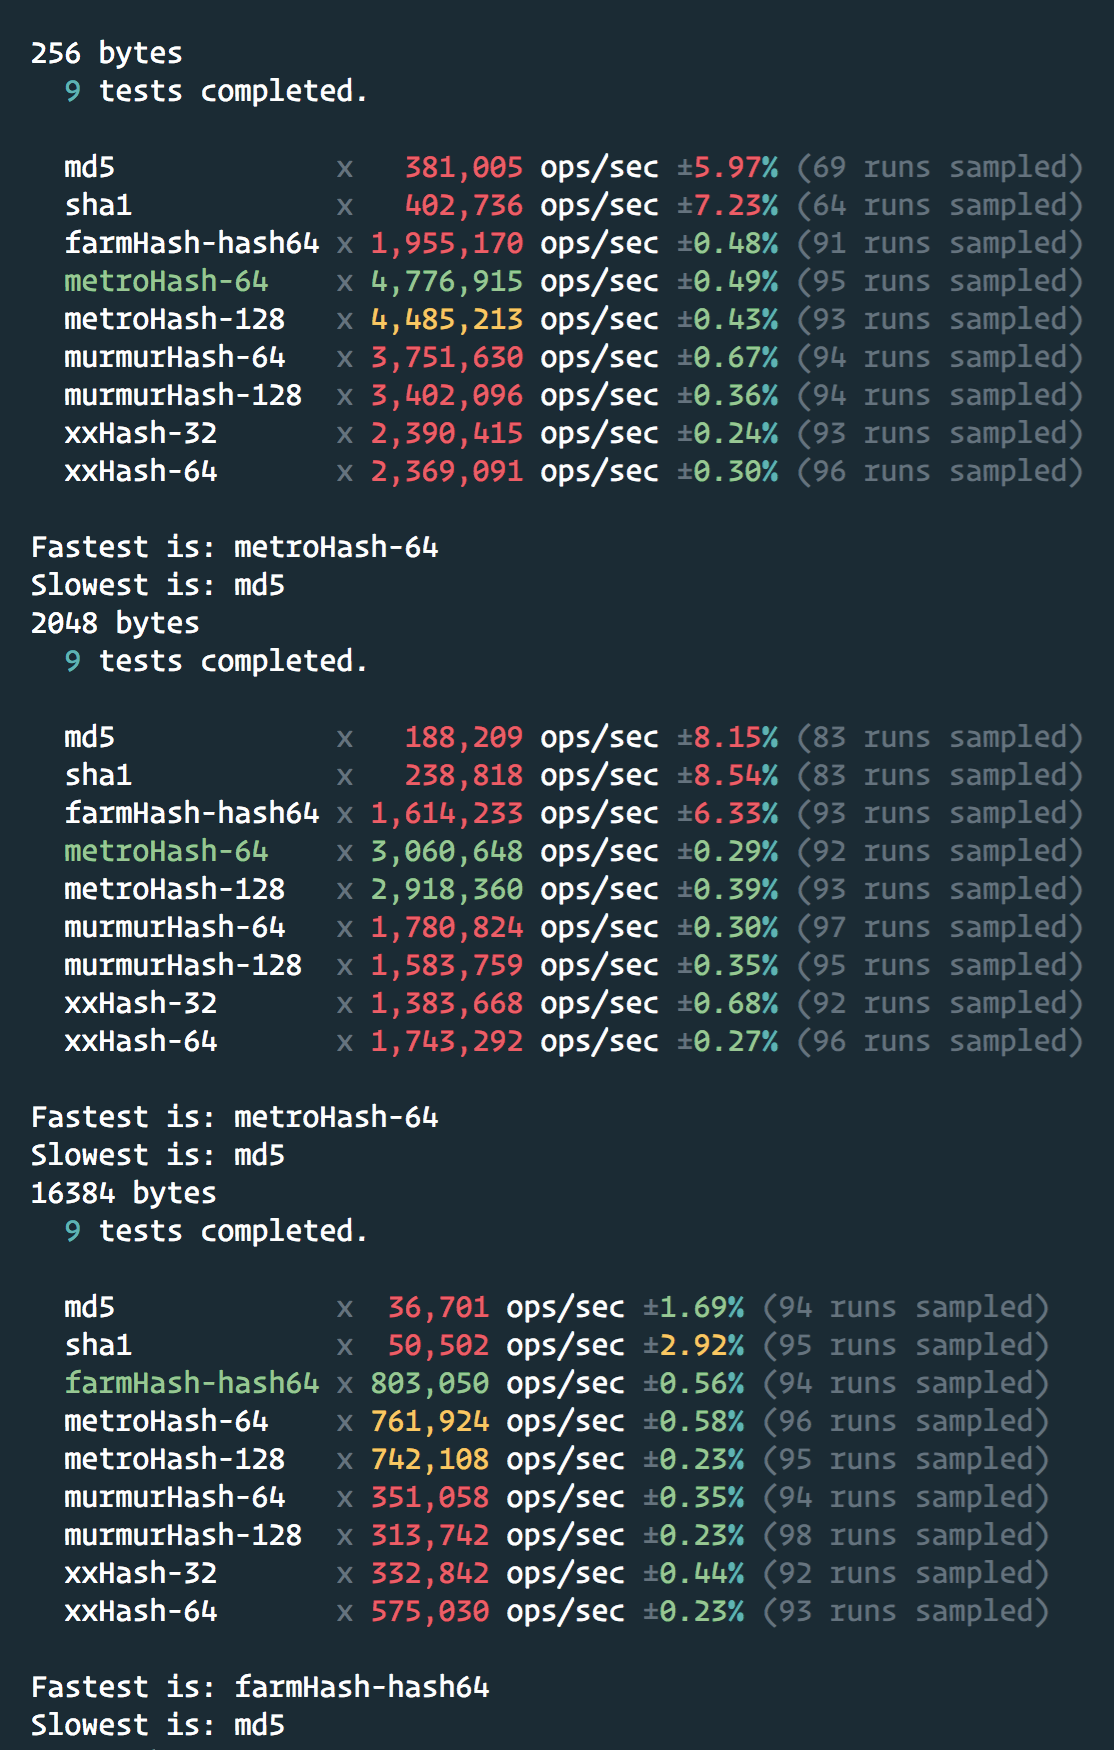 256 bytes
9 tests completed.
md5 x 381,005 ops/sec ±5.97% (69 runs sampled)
sha1 x 402,736 ops/sec ±7.23% (64 runs sampled)
farmHash-hash64 x 1,955,170 ops/sec ±0.48% (91 runs sampled)
metroHash-64 x 4,776,915 ops/sec ±0.49% (95 runs sampled)
metroHash-128 x 4,485,213 ops/sec ±0.43% (93 runs sampled)
murmurHash-64 x 3,751,630 ops/sec ±0.67% (94 runs sampled)
murmurHash-128 x 3,402,096 ops/sec ±0.36% (94 runs sampled)
xxHash-32 x 2,390,415 ops/sec ±0.24% (93 runs sampled)
xxHash-64 x 2,369,091 ops/sec ±0.30% (96 runs sampled)
Fastest is: metroHash-64
Slowest is: md5
2048 bytes
9 tests completed.
md5 x 188,209 ops/sec ±8.15% (83 runs sampled)
sha1 x 238,818 ops/sec ±8.54% (83 runs sampled)
farmHash-hash64 x 1,614,233 ops/sec ±6.33% (93 runs sampled)
metroHash-64 x 3,060,648 ops/sec ±0.29% (92 runs sampled)
metroHash-128 x 2,918,360 ops/sec ±0.39% (93 runs sampled)
murmurHash-64 x 1,780,824 ops/sec ±0.30% (97 runs sampled)
murmurHash-128 x 1,583,759 ops/sec ±0.35% (95 runs sampled)
xxHash-32 x 1,383,668 ops/sec ±0.68% (92 runs sampled)
xxHash-64 x 1,743,292 ops/sec ±0.27% (96 runs sampled)
Fastest is: metroHash-64
Slowest is: md5
16384 bytes
9 tests completed.
md5 x 36,701 ops/sec ±1.69% (94 runs sampled)
sha1 x 50,502 ops/sec ±2.92% (95 runs sampled)
farmHash-hash64 x 803,050 ops/sec ±0.56% (94 runs sampled)
metroHash-64 x 761,924 ops/sec ±0.58% (96 runs sampled)
metroHash-128 x 742,108 ops/sec ±0.23% (95 runs sampled)
murmurHash-64 x 351,058 ops/sec ±0.35% (94 runs sampled)
murmurHash-128 x 313,742 ops/sec ±0.23% (98 runs sampled)
xxHash-32 x 332,842 ops/sec ±0.44% (92 runs sampled)
xxHash-64 x 575,030 ops/sec ±0.23% (93 runs sampled)
Fastest is: farmHash-hash64
Slowest is: md5